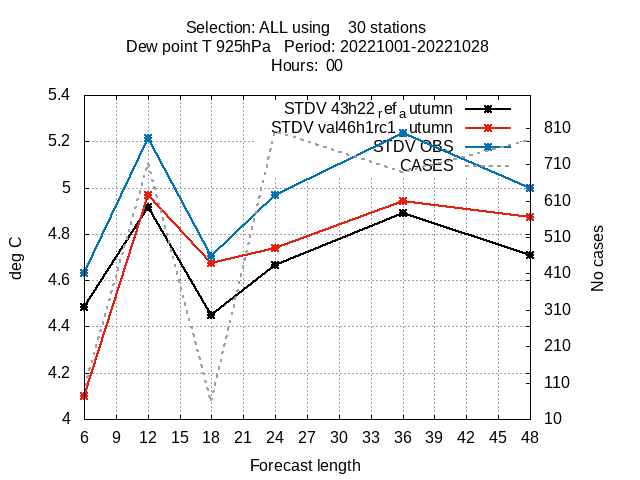 Selection: ALL using 30 stations
Dew point T 925hPa Period: 20221001-20221028
Hours: 00
STDV 43h22_ref_autumn
STDV val46h1rc1_autumn
STDV OBS
CASES
5.4
5.2
5
4.8
4.6
4.4
4.2
4
deg C
810
710
610
510
410
310
210
110
10
No cases
6 9 12 15 18 21 24 27 30 33 36 39 42 45 48
Forecast length